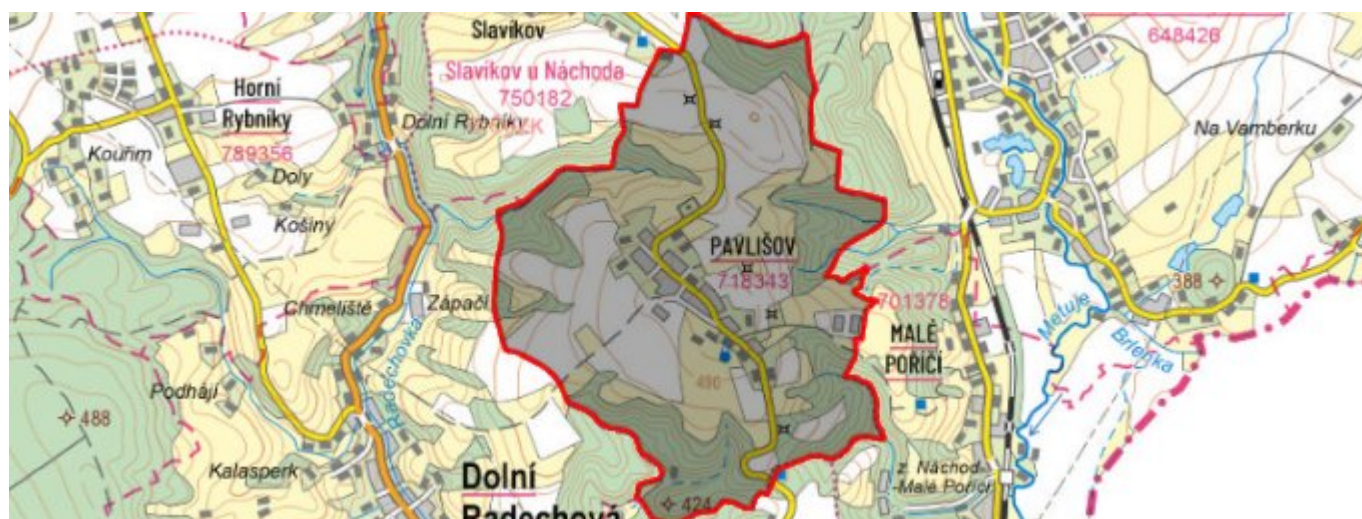 Slavíkov
648426
Slavíkov u Náchoda
750182
Horní
Rybníky
789356
Dolní Rybníky
Kouřim
Na Vamberku
Doly
Košiny
PAVLIŠOV
718343
Chmeliště
Zápačí
701378
388
MALÉ
POŘÍČÍ
Metuje
Brlenka
Radechovka
Podhájí
490
488
Kalasperk
z. Náchod
-Malé Poříčí
Dolní
Radechová
424